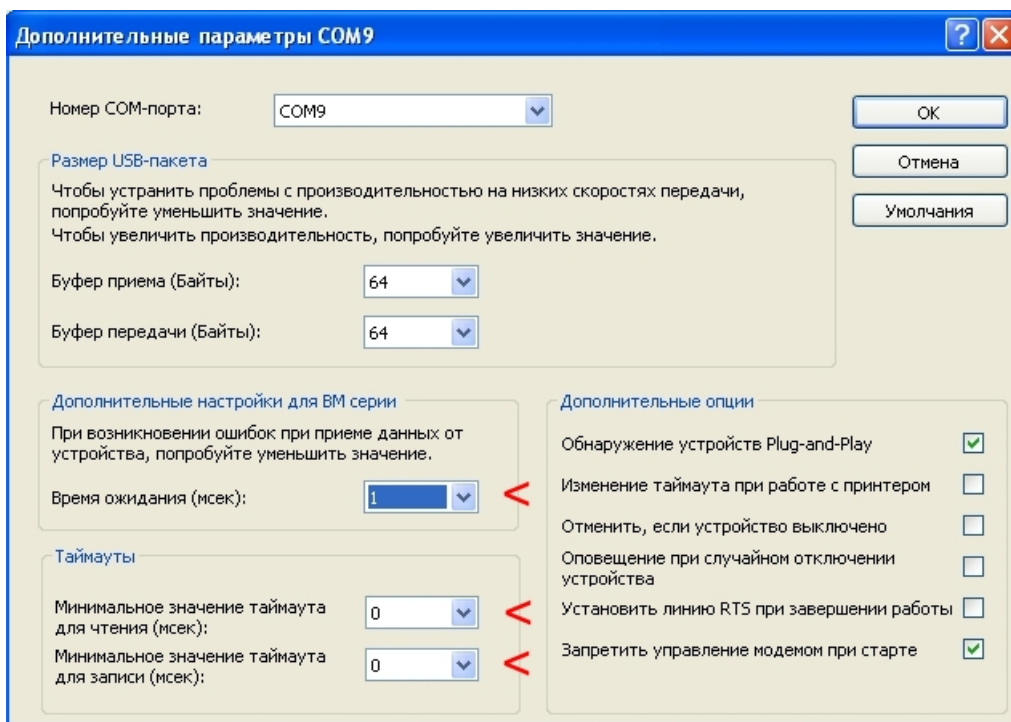 Дополнительные параметры COM9
Номер COM-порта:
COM9
OK
Отмена
Умолчания
Размер USB-пакета
Чтобы устранить проблемы с производительностью на низких скоростях передачи,
попробуйте уменьшить значение.
Чтобы увеличить производительность, попробуйте увеличить значение.
Буфер приема (Байты):
64
Буфер передачи (Байты):
64
Дополнительные настройки для BM серии
При возникновении ошибок при приеме данных от
устройства, попробуйте уменьшить значение.
Время ожидания (мсек):
1
<
Таймауты
Минимальное значение таймаута
для чтения (мсек):
0
<
Минимальное значение таймаута
для записи (мсек):
0
<
Дополнительные опции
Обнаружение устройств Plug-and-Play
Изменение таймаута при работе с принтером
Отменить, если устройство выключено
Оповещение при случайном отключении
устройства
Установить линию RTS при завершении работы
Запретить управление модемом при старте